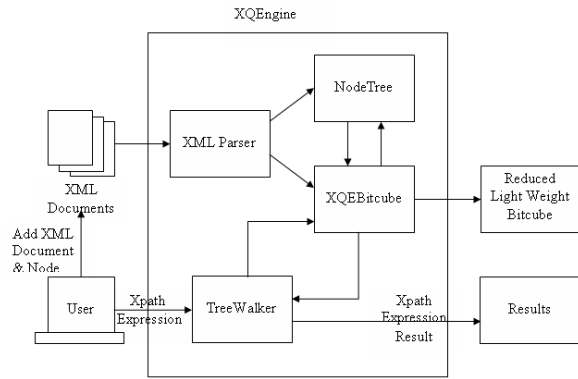 XQEngine
NodeTree
XML Parser
XML
Documents
XQEBitcube
Reduced
Light Weight
Bitcube
Add XML
Document
& Node
User
Xpath
Expression
TreeWalker
Xpath
Expression
Result
Results